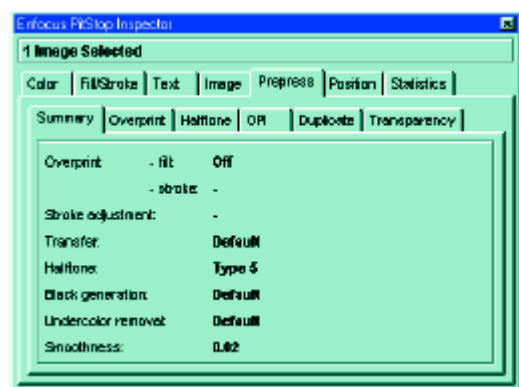 Enfocus PitStop Inspector
1 Image Selected
Color Fill/Stroke Text Image Prepress Position Statistics
Summary Overprint Halftone OPI Duplicate Transparency
Overprint - fill: Off
- stroke: -
Stroke adjustment: -
Transfer: Default
Halftone: Type 5
Black generation: Default
Undercolor removal: Default
Smoothness: 0.02